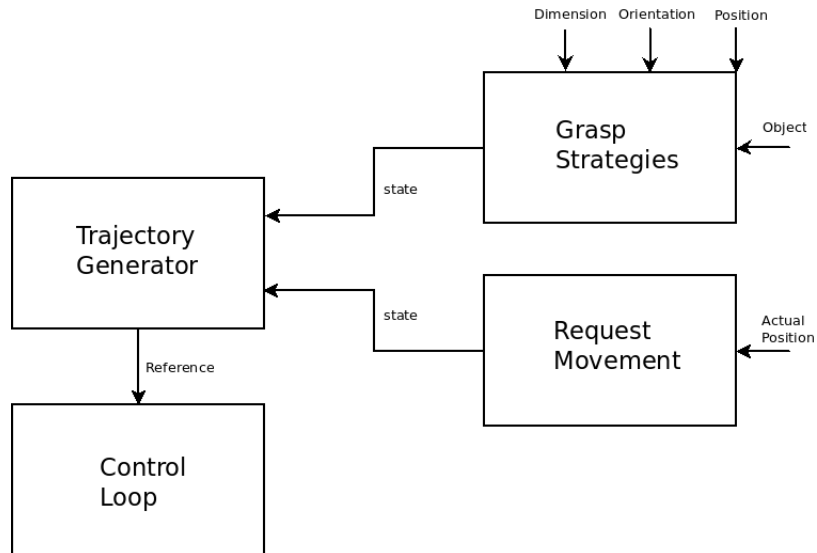 Dimension
Orientation
Position
Grasp
Strategies
Object
state
Trajectory
Generator
state
Request
Movement
Actual
Position
Reference
Control
Loop